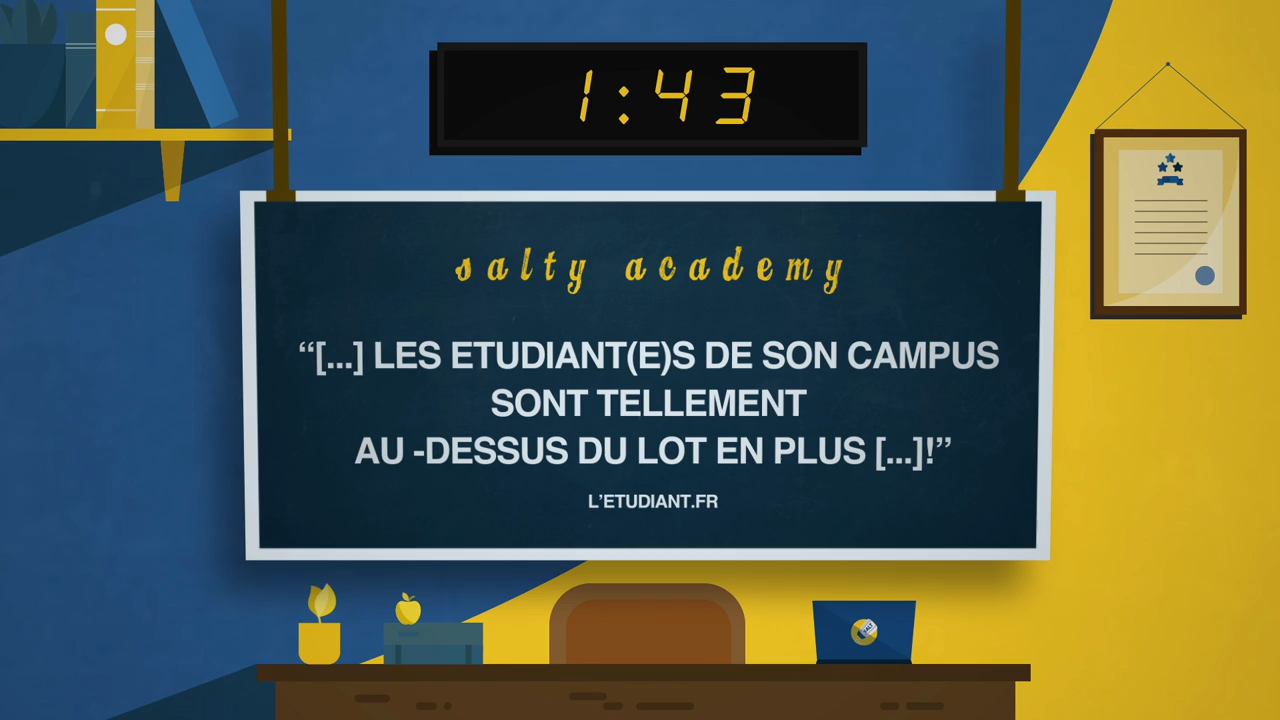 1:43
salty academy
“[...] LES ETUDIANT(E)S DE SON CAMPUS
SONT TELLEMENT
AU -DESSUS DU LOT EN PLUS [...]!”
L’ETUDIANT.FR